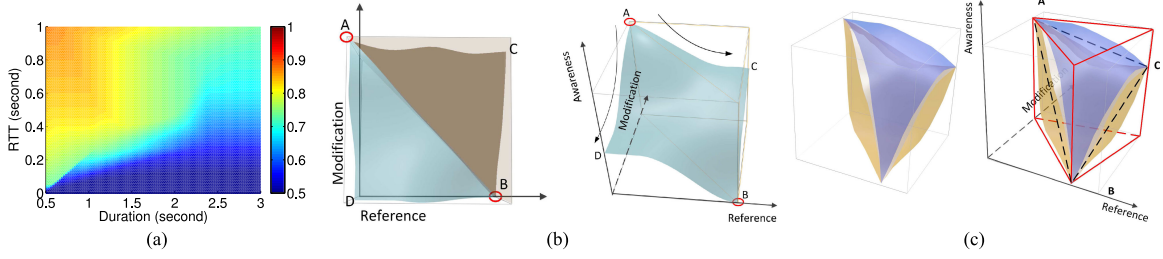 RTT (second)
1
0.8
0.6
0.4
0.2
0
0.5
1
1.5
2
2.5
3
Duration (second)
1
0.9
0.8
0.7
0.6
0.5
(a)
A
C
Modification
D
B
Reference
A
C
Awareness
Modification
D
B
Reference
(b)
Awareness
A
C
Modification
B
Reference
(c)